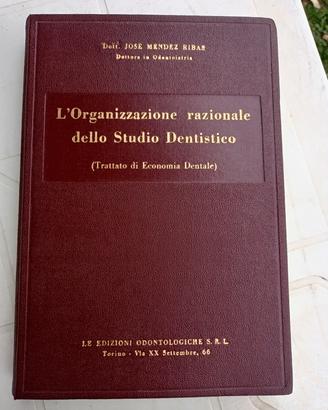 Dott. JOSE MENDEZ RIBAS
Dottore in Odontoiatria
L'Organizzazione razionale
dello Studio Dentistico
(Trattato di Economia Dentale)
LE EDIZIONI ODONTOLOGICHE S. R. L.
Torino - Via XX Settembre, 66